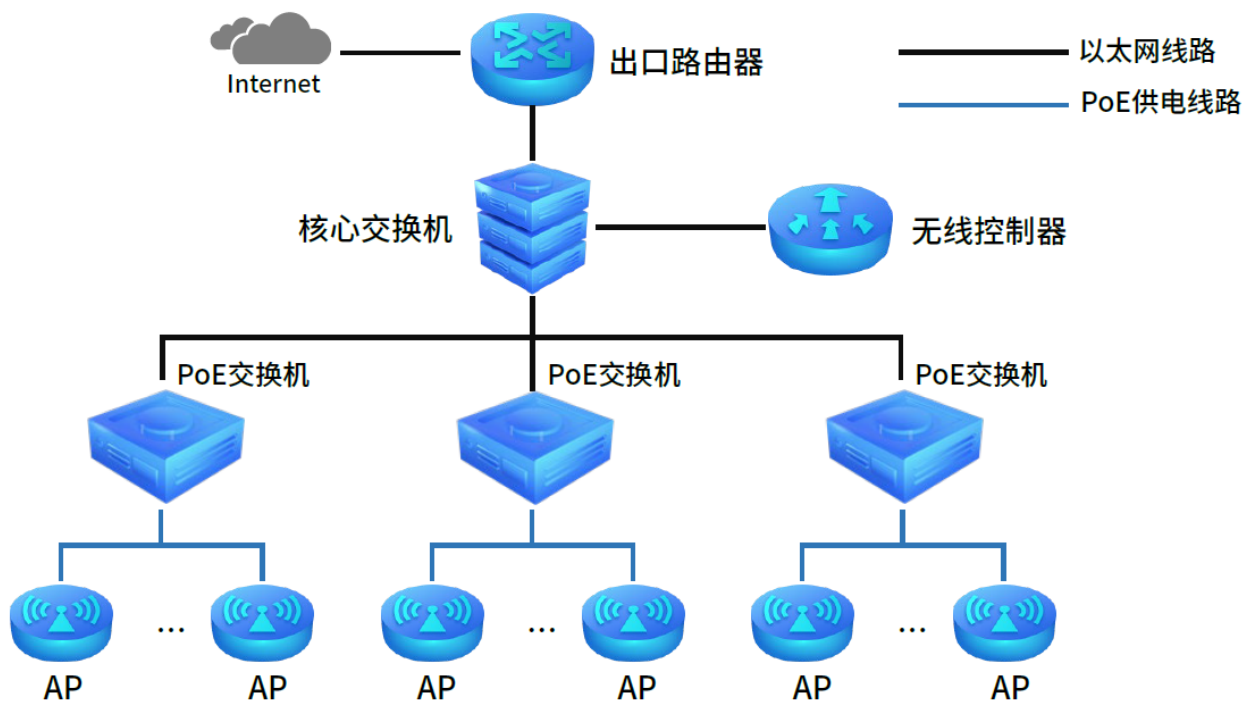 Internet
出口路由器
以太网线路
PoE供电线路
核心交换机
无线控制器
PoE交换机
PoE交换机
PoE交换机
...
...
...
AP
AP
AP
AP
AP
AP